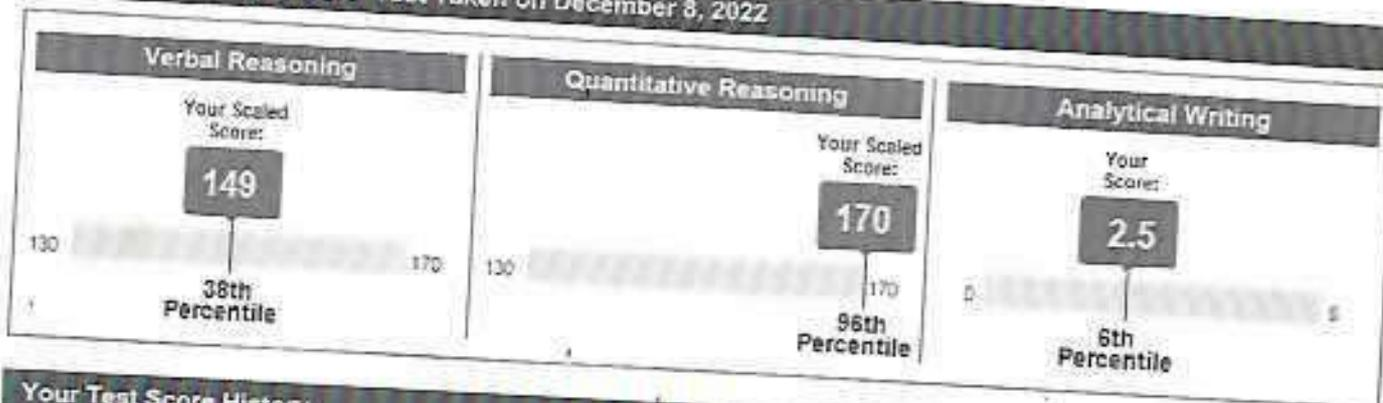 Taken on December 8, 2022
Verbal Reasoning
Your Scaled
Score:
149
130
170
38th
Percentile
Quantitative Reasoning
Your Scaled
Score:
170
130
170
96th
Percentile
Analytical Writing
Your
Score:
2.5
0
6
6th
Percentile
Your Test Score History